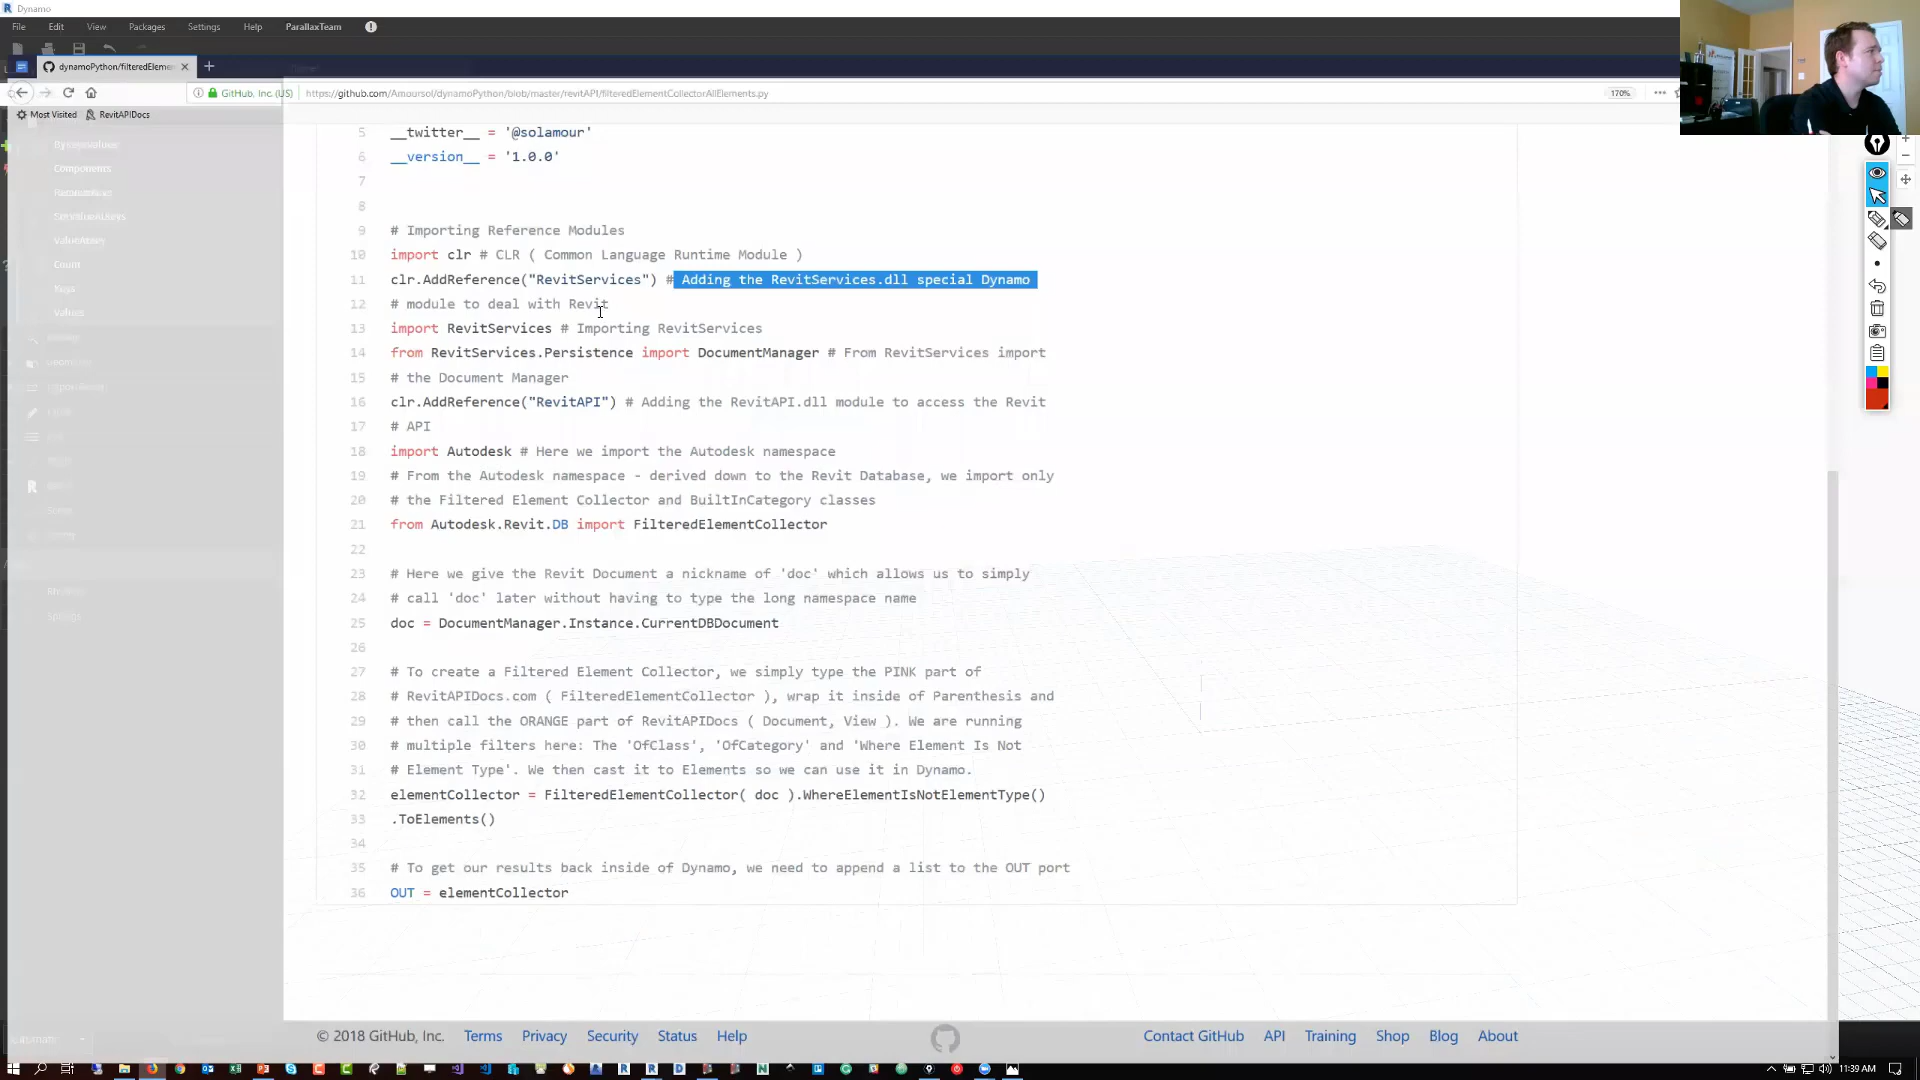 Dynamo
File Edit View Packages Settings Help ParallaxTeam
dynamoPython/filteredEleme
GitHub, Inc. (US) https://github.com/Amoursol/dynamoPython/blob/master/revitAPI/filteredElementCollectorAllElements.py 170%
Most Visited RevitAPIDocs
Components
Count
Keys
Values
5 __twitter__ = '@solamour'
6 __version__ = '1.0.0'
7
8
9 # Importing Reference Modules
10 import clr # CLR ( Common Language Runtime Module )
11 clr.AddReference("RevitServices") # Adding the RevitServices.dll special Dynamo
12 # module to deal with Revit
13 import RevitServices # Importing RevitServices
14 from RevitServices.Persistence import DocumentManager # From RevitServices import
15 # the Document Manager
16 clr.AddReference("RevitAPI") # Adding the RevitAPI.dll module to access the Revit
17 # API
18 import Autodesk # Here we import the Autodesk namespace
19 # From the Autodesk namespace - derived down to the Revit Database, we import only
20 # the Filtered Element Collector and BuiltInCategory classes
21 from Autodesk.Revit.DB import FilteredElementCollector
22
23 # Here we give the Revit Document a nickname of 'doc' which allows us to simply
24 # call 'doc' later without having to type the long namespace name
25 doc = DocumentManager.Instance.CurrentDBDocument
26
27 # To create a Filtered Element Collector, we simply type the PINK part of
28 # RevitAPIDocs.com ( FilteredElementCollector ), wrap it inside of Parenthesis and
29 # then call the ORANGE part of RevitAPIDocs ( Document, View ). We are running
30 # multiple filters here: The 'OfClass', 'OfCategory' and 'Where Element Is Not
31 # Element Type'. We then cast it to Elements so we can use it in Dynamo.
32 elementCollector = FilteredElementCollector( doc ).WhereElementIsNotElementType()
33 .ToElements()
34
35 # To get our results back inside of Dynamo, we need to append a list to the OUT port
36 OUT = elementCollector
© 2018 GitHub, Inc. Terms Privacy Security Status Help Contact GitHub API Training Shop Blog About
11:39 AM